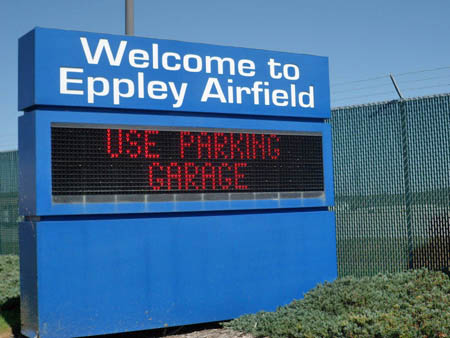 Welcome to
Eppley Airfield
USE PARKING
GARAGE